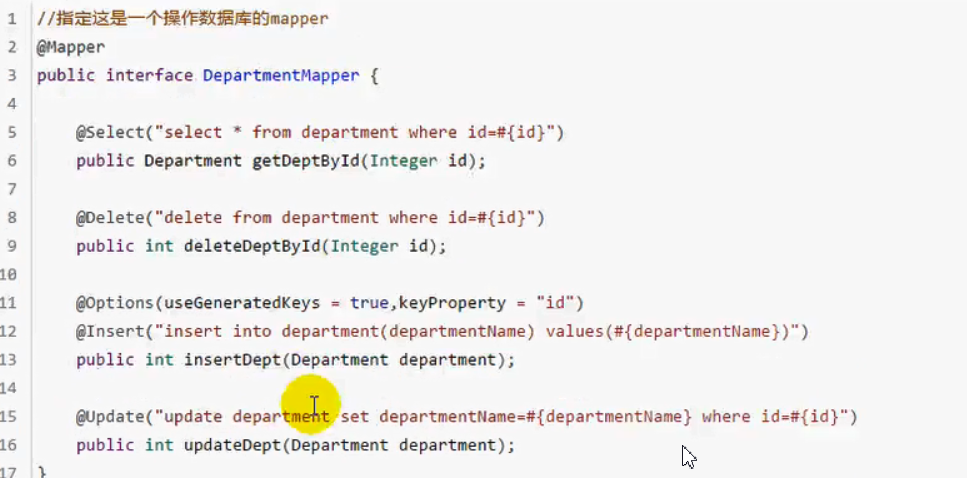 1 //指定这是一个操作数据库的mapper
2 @Mapper
3 public interface DepartmentMapper {
4
5 @Select("select * from department where id=#{id}")
6 public Department getDeptById(Integer id);
7
8 @Delete("delete from department where id=#{id}")
9 public int deleteDeptById(Integer id);
10
11 @Options(useGeneratedKeys = true,keyProperty = "id")
12 @Insert("insert into department(departmentName) values(#{departmentName})")
13 public int insertDept(Department department);
14
15 @Update("update department set departmentName=#{departmentName} where id=#{id}")
16 public int updateDept(Department department);
17 }